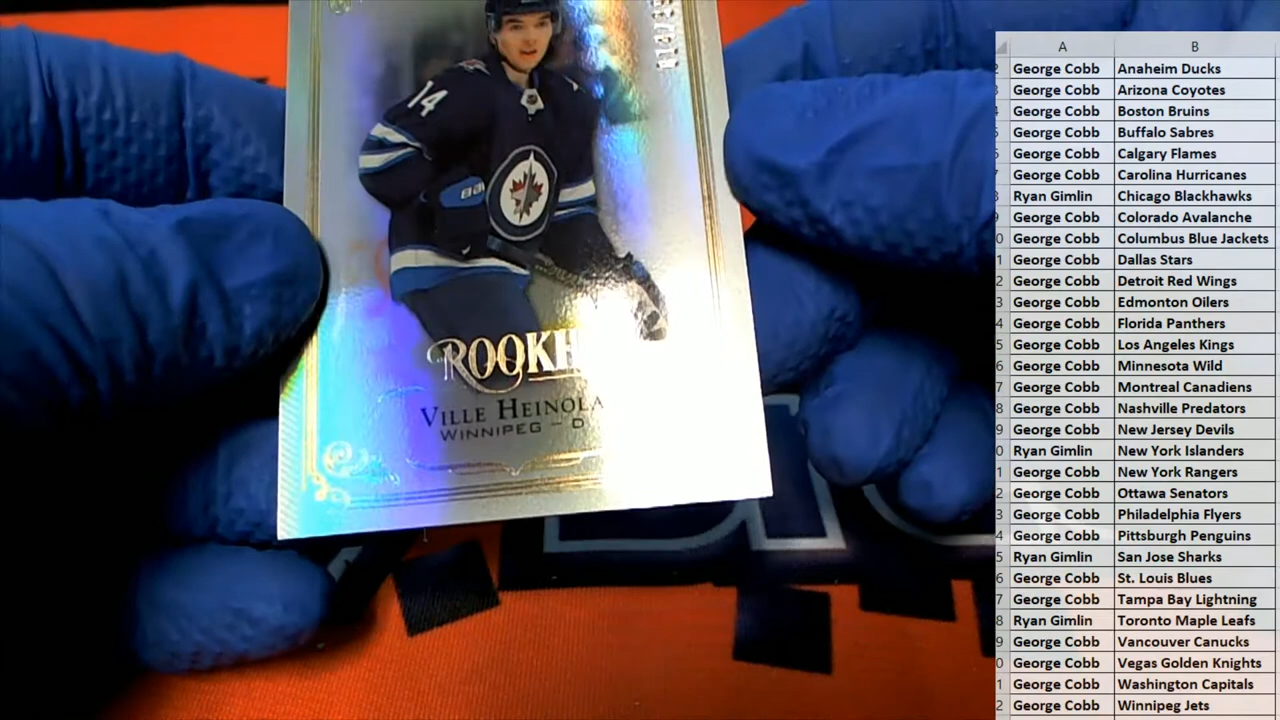 14
ROOKI
VILLE HEINOLA
WINNIPEG – D
A B
George Cobb Anaheim Ducks
George Cobb Arizona Coyotes
George Cobb Boston Bruins
George Cobb Buffalo Sabres
George Cobb Calgary Flames
George Cobb Carolina Hurricanes
Ryan Gimlin Chicago Blackhawks
George Cobb Colorado Avalanche
George Cobb Columbus Blue Jackets
George Cobb Dallas Stars
George Cobb Detroit Red Wings
George Cobb Edmonton Oilers
George Cobb Florida Panthers
George Cobb Los Angeles Kings
George Cobb Minnesota Wild
George Cobb Montreal Canadiens
George Cobb Nashville Predators
George Cobb New Jersey Devils
Ryan Gimlin New York Islanders
George Cobb New York Rangers
George Cobb Ottawa Senators
George Cobb Philadelphia Flyers
George Cobb Pittsburgh Penguins
Ryan Gimlin San Jose Sharks
George Cobb St. Louis Blues
George Cobb Tampa Bay Lightning
Ryan Gimlin Toronto Maple Leafs
George Cobb Vancouver Canucks
George Cobb Vegas Golden Knights
George Cobb Washington Capitals
George Cobb Winnipeg Jets